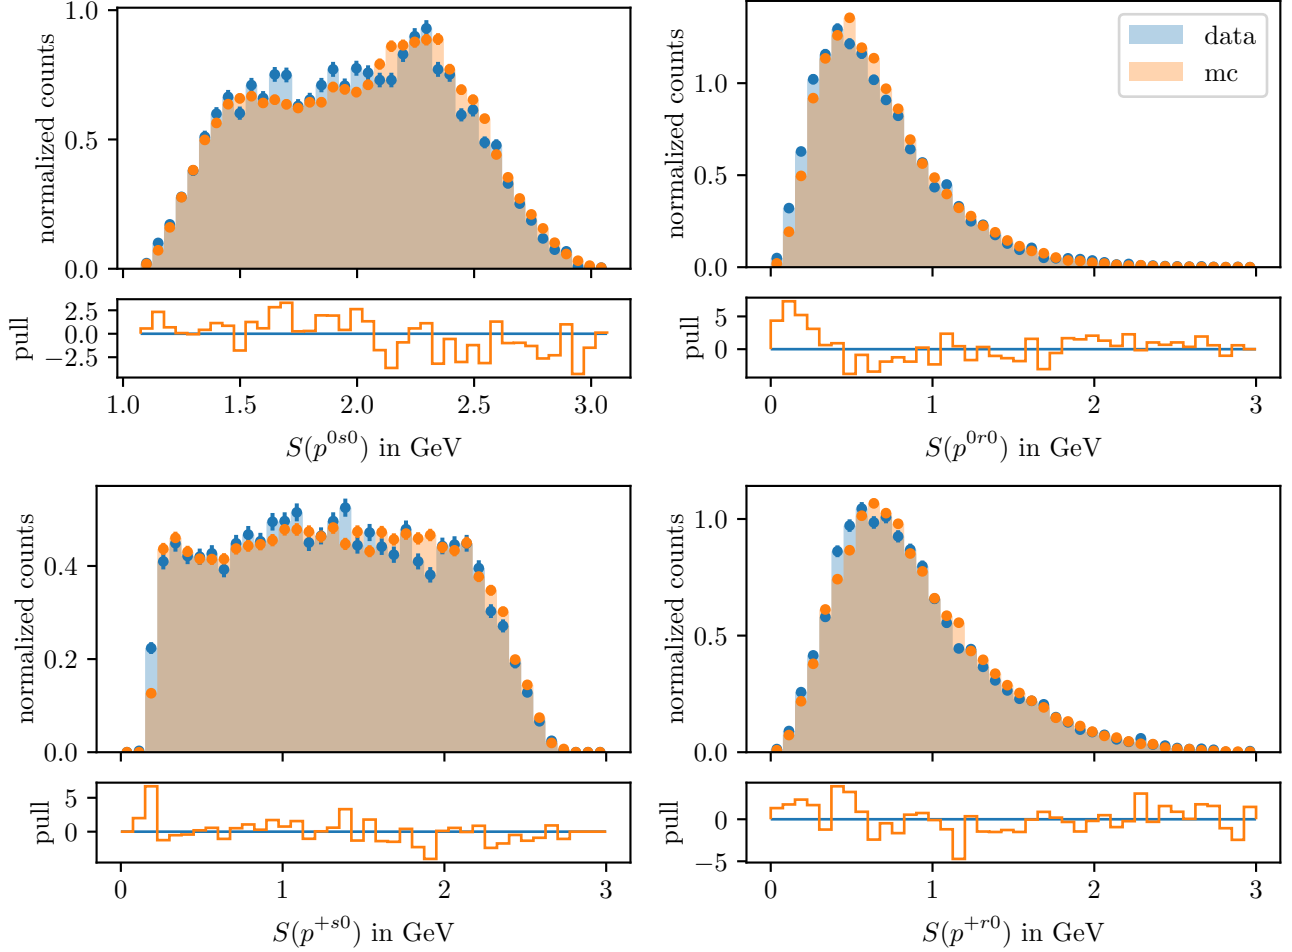 normalized counts
1.0
0.5
0.0
pull
2.5
0.0
−2.5
1.0 1.5 2.0 2.5 3.0
S(p^{0s0}) in GeV
normalized counts
1.0
0.5
0.0
data
mc
pull
5
0
0 1 2 3
S(p^{0r0}) in GeV
normalized counts
0.4
0.2
0.0
pull
5
0
0 1 2 3
S(p^{+s0}) in GeV
normalized counts
1.0
0.5
0.0
pull
0
−5
0 1 2 3
S(p^{+r0}) in GeV